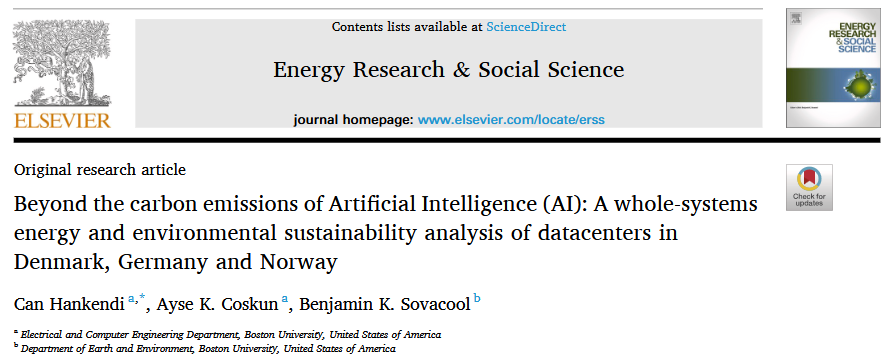 Contents lists available at ScienceDirect
Energy Research & Social Science
ELSEVIER
journal homepage: www.elsevier.com/locate/erss
ENERGY
RESEARCH
& SOCIAL
SCIENCE
Original research article
Check for
updates
Beyond the carbon emissions of Artificial Intelligence (AI): A whole-systems
energy and environmental sustainability analysis of datacenters in
Denmark, Germany and Norway
Can Hankendi a,*, Ayse K. Coskun a, Benjamin K. Sovacool b
a Electrical and Computer Engineering Department, Boston University, United States of America
b Department of Earth and Environment, Boston University, United States of America